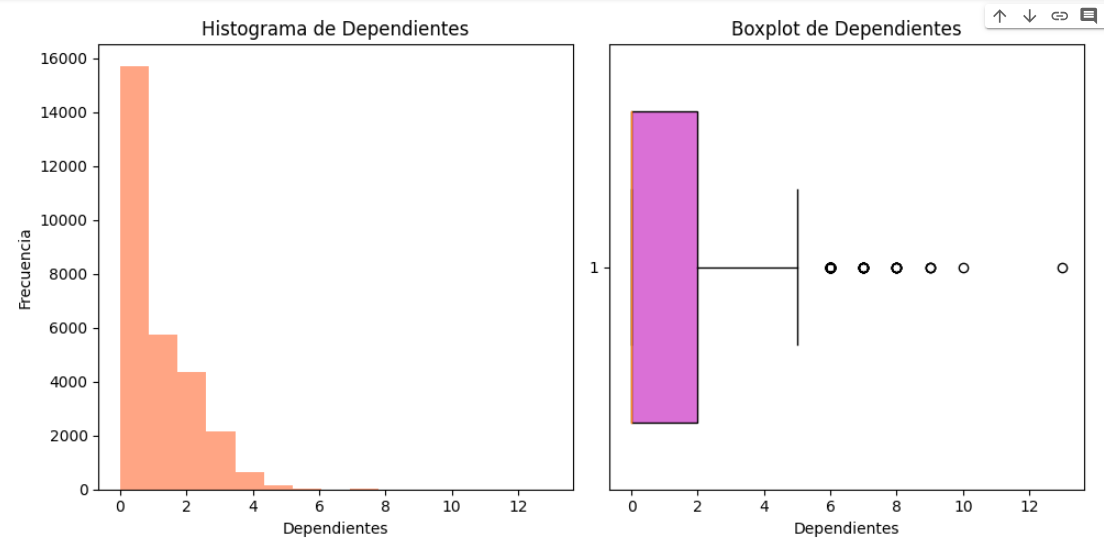 Histograma de Dependientes
16000
14000
12000
10000
8000
6000
4000
2000
0
Frecuencia
0 2 4 6 8 10 12
Dependientes
Boxplot de Dependientes
1
0 2 4 6 8 10 12
Dependientes